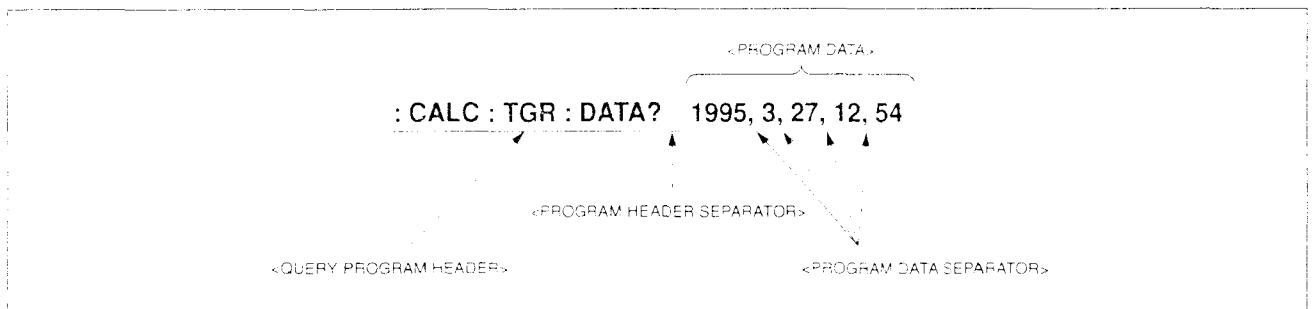 <PROGRAM DATA>
: CALC : TGR : DATA? 1995, 3, 27, 12, 54
<PROGRAM HEADER SEPARATOR>
<QUERY PROGRAM HEADER> <PROGRAM DATA SEPARATOR>